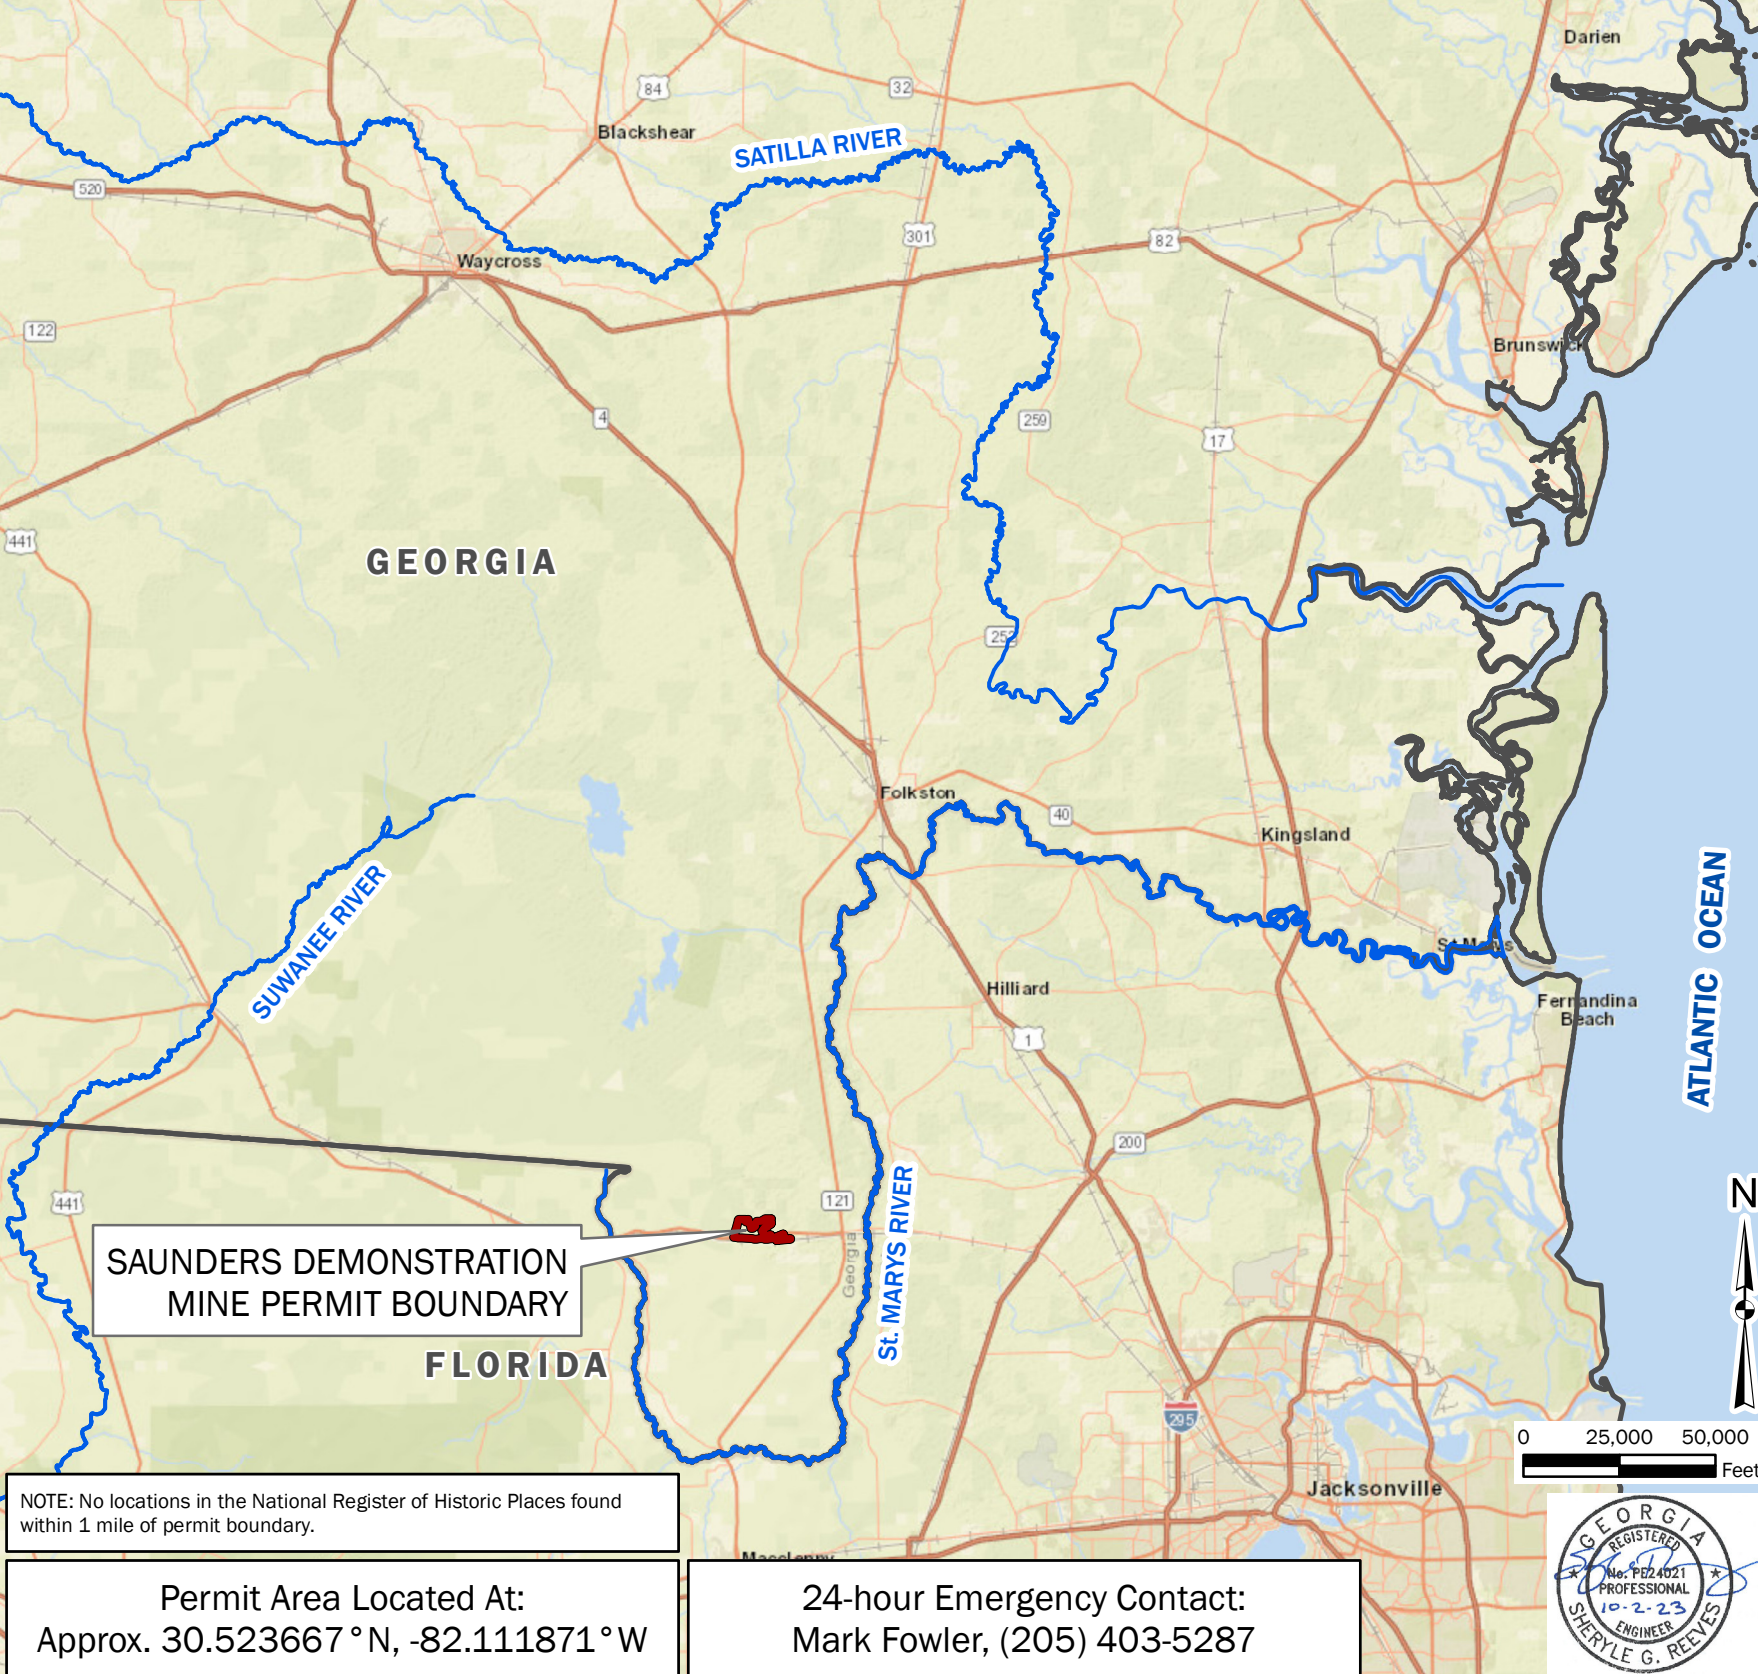 Darien
84
32
Blackshear
SATILLA RIVER
520
301
82
Waycross
122
Brunswick
4
259
17
441
GEORGIA
252
Folkston
40
Kingsland
SUWANEE RIVER
ATLANTIC OCEAN
St Marys
Hilliard
Fernandina
Beach
1
200
N
441
121
SAUNDERS DEMONSTRATION
MINE PERMIT BOUNDARY
Georgia
St. MARYS RIVER
FLORIDA
295
0 25,000 50,000
Feet
Jacksonville
NOTE: No locations in the National Register of Historic Places found
within 1 mile of permit boundary.
Macclenny
Permit Area Located At:
Approx. 30.523667°N, -82.111871°W
24-hour Emergency Contact:
Mark Fowler, (205) 403-5287
GEORGIA
REGISTERED
No. PE24021
PROFESSIONAL
10-2-23
ENGINEER
SHERYLE G. REEVES